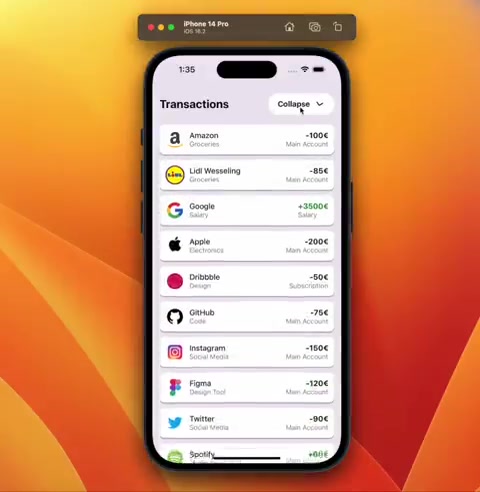 iPhone 14 Pro
iOS 16.2
1:35
Transactions
Collapse
Amazon
-100€
Groceries
Main Account
LIDL
Lidl Wesseling
-85€
Groceries
Main Account
Google
+3500€
Salary
Salary
Apple
-200€
Electronics
Main Account
Dribbble
-50€
Design
Subscription
GitHub
-75€
Code
Main Account
Instagram
-150€
Social Media
Main Account
Figma
-120€
Design Tool
Main Account
Twitter
-90€
Social Media
Main Account
Spotify